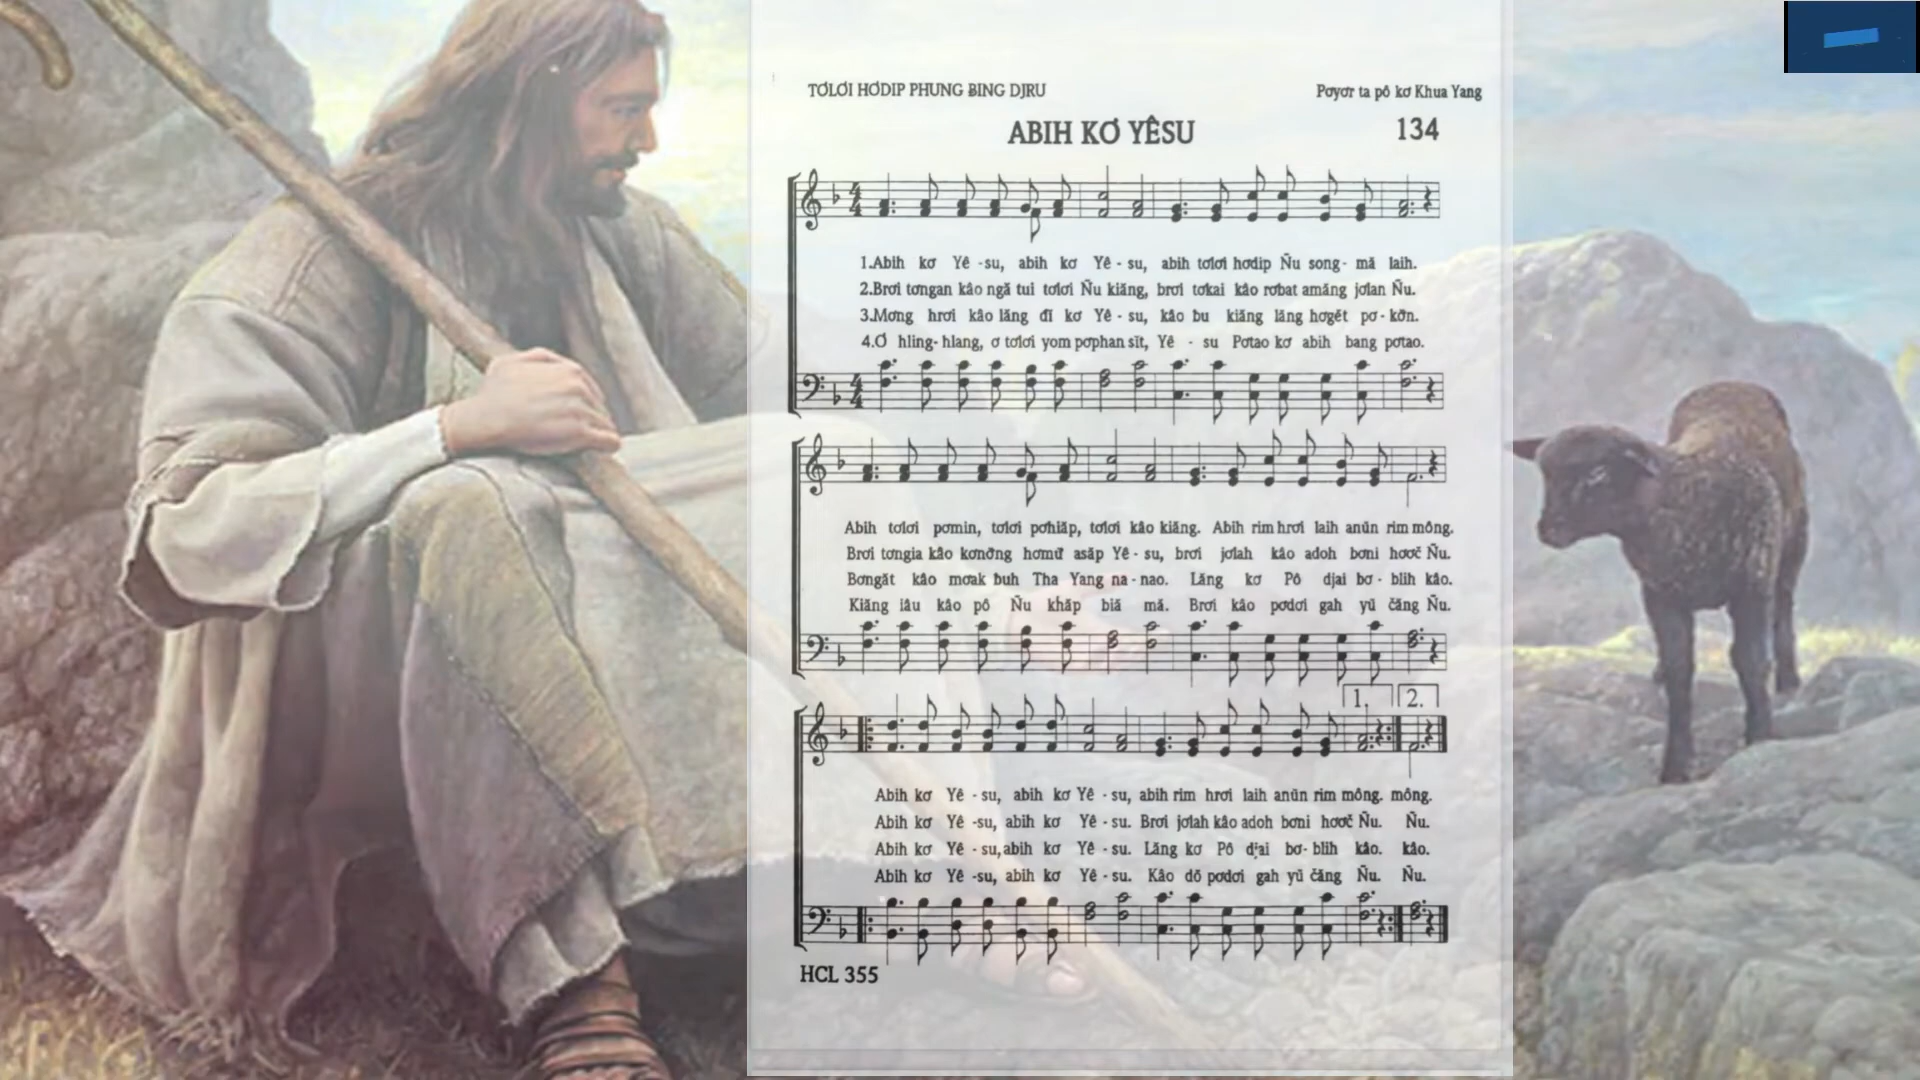 TƠLƠI HƠDIP PHUNG BING DJRU
Pơyơr ta pô kơ Khua Yang
ABIH KƠ YÊSU
134
1.Abih kơ Yê -su, abih kơ Yê - su, abih tơlơi hơdip Ñu song- mă laih.
2.Brơi tơngan kâo ngă tui tơlơi Ñu kiăng, brơi tơkai kâo rơbat amăng jơlan Ñu.
3.Mơng hrơi kâo lăng đĭ kơ Yê - su, kâo bu kiăng lăng hơgĕt pơ - kŏn.
4.Ơ hling- hlang, ơ tơlơi yom pơphan sĭt, Yê - su Pơtao kơ abih bang pơtao.
Abih tơlơi pơmin, tơlơi pơhiăp, tơlơi kâo kiăng. Abih rim hrơi laih anŭn rim mông.
Brơi tơngia kâo kơnơ̆ng hơmư̆ asăp Yê - su, brơi jơlah kâo adoh bơni hơơč Ñu.
Bơngăt kâo mơak ƀuh Tha Yang na - nao. Lăng kơ Pô djai bơ - blih kâo.
Kiăng iâu kâo pô Ñu khăp biă mă. Brơi kâo pơdơi gah yŭ čăng Ñu.
1. 2.
Abih kơ Yê - su, abih kơ Yê - su, abih rim hrơi laih anŭn rim mông. mông.
Abih kơ Yê -su, abih kơ Yê - su. Brơi jơlah kâo adoh bơni hơơč Ñu. Ñu.
Abih kơ Yê - su, abih kơ Yê - su. Lăng kơ Pô djai bơ- blih kâo. kâo.
Abih kơ Yê -su, abih kơ Yê - su. Kâo dŏ pơdơi gah yŭ čăng Ñu. Ñu.
HCL 355